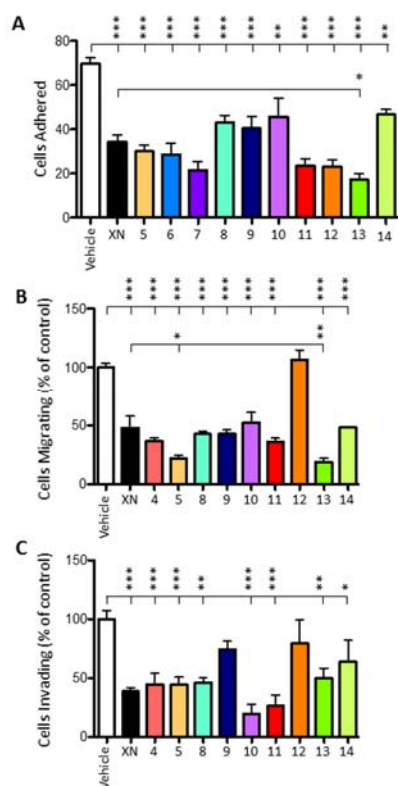 A
*** *** *** *** *** *** ** *** *** *** **
*
Cells Adhered
80
60
40
20
0
Vehicle XN 5 6 7 8 9 10 11 12 13 14
B
*** *** *** *** *** *** *** *** ***
* **
Cells Migrating (% of control)
150
100
50
0
Vehicle XN 4 5 8 9 10 11 12 13 14
C
*** *** *** ** *** *** ** *
Cells Invading (% of control)
150
100
50
0
Vehicle XN 4 5 8 9 10 11 12 13 14